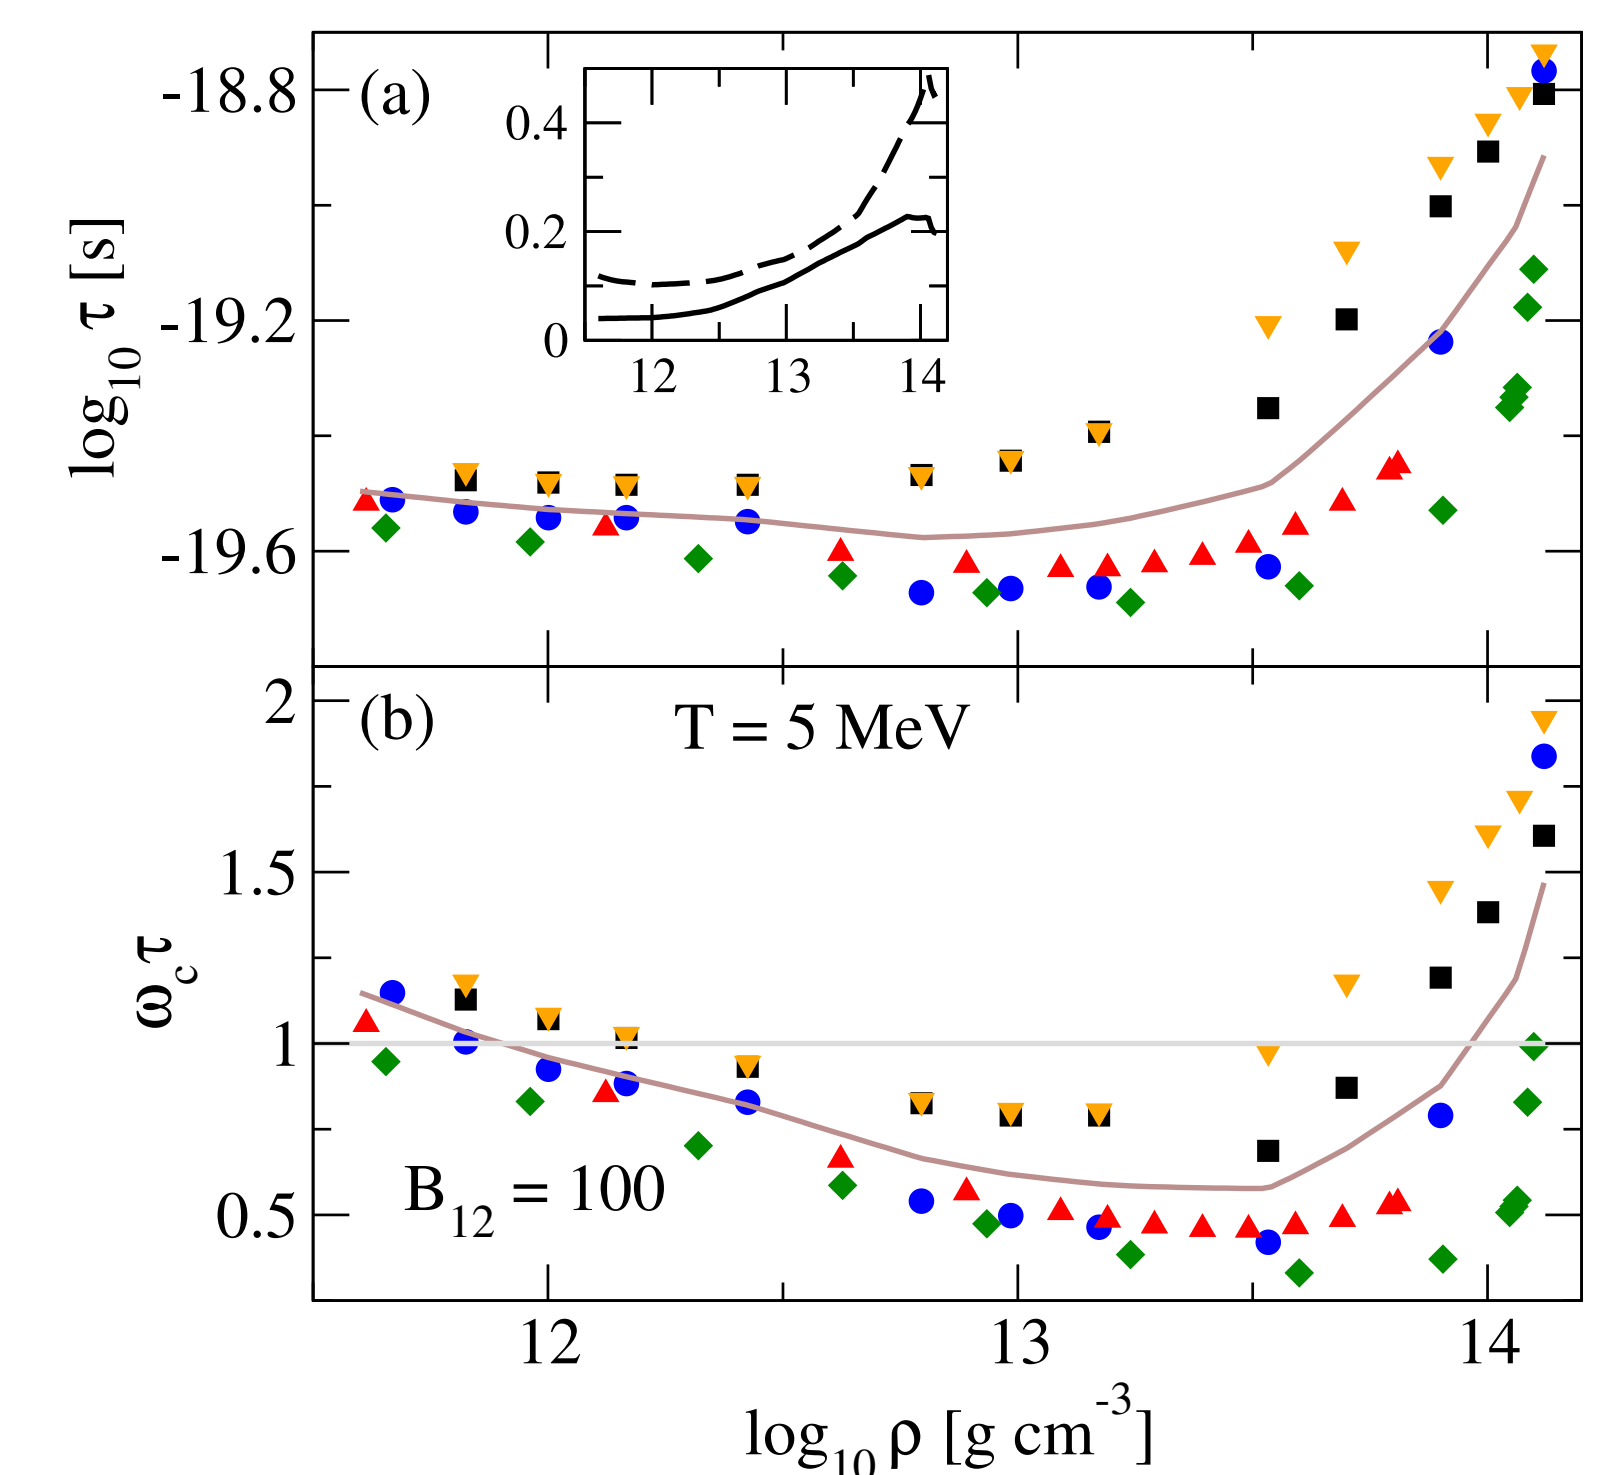 (a)
-18.8
-19.2
-19.6
log10 τ [s]
0.4
0.2
0
12 13 14
(b)
T = 5 MeV
2
1.5
1
0.5
ωcτ
B12 = 100
12 13 14
log10 ρ [g cm-3]